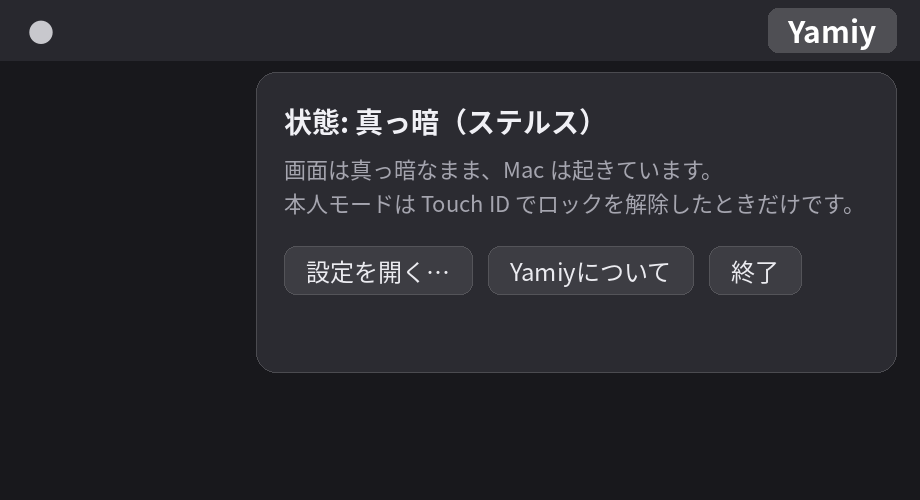 Yamiy
状態: 真っ暗（ステルス）
画面は真っ暗なまま、Mac は起きています。
本人モードは Touch ID でロックを解除したときだけです。
設定を開く…
Yamiyについて
終了